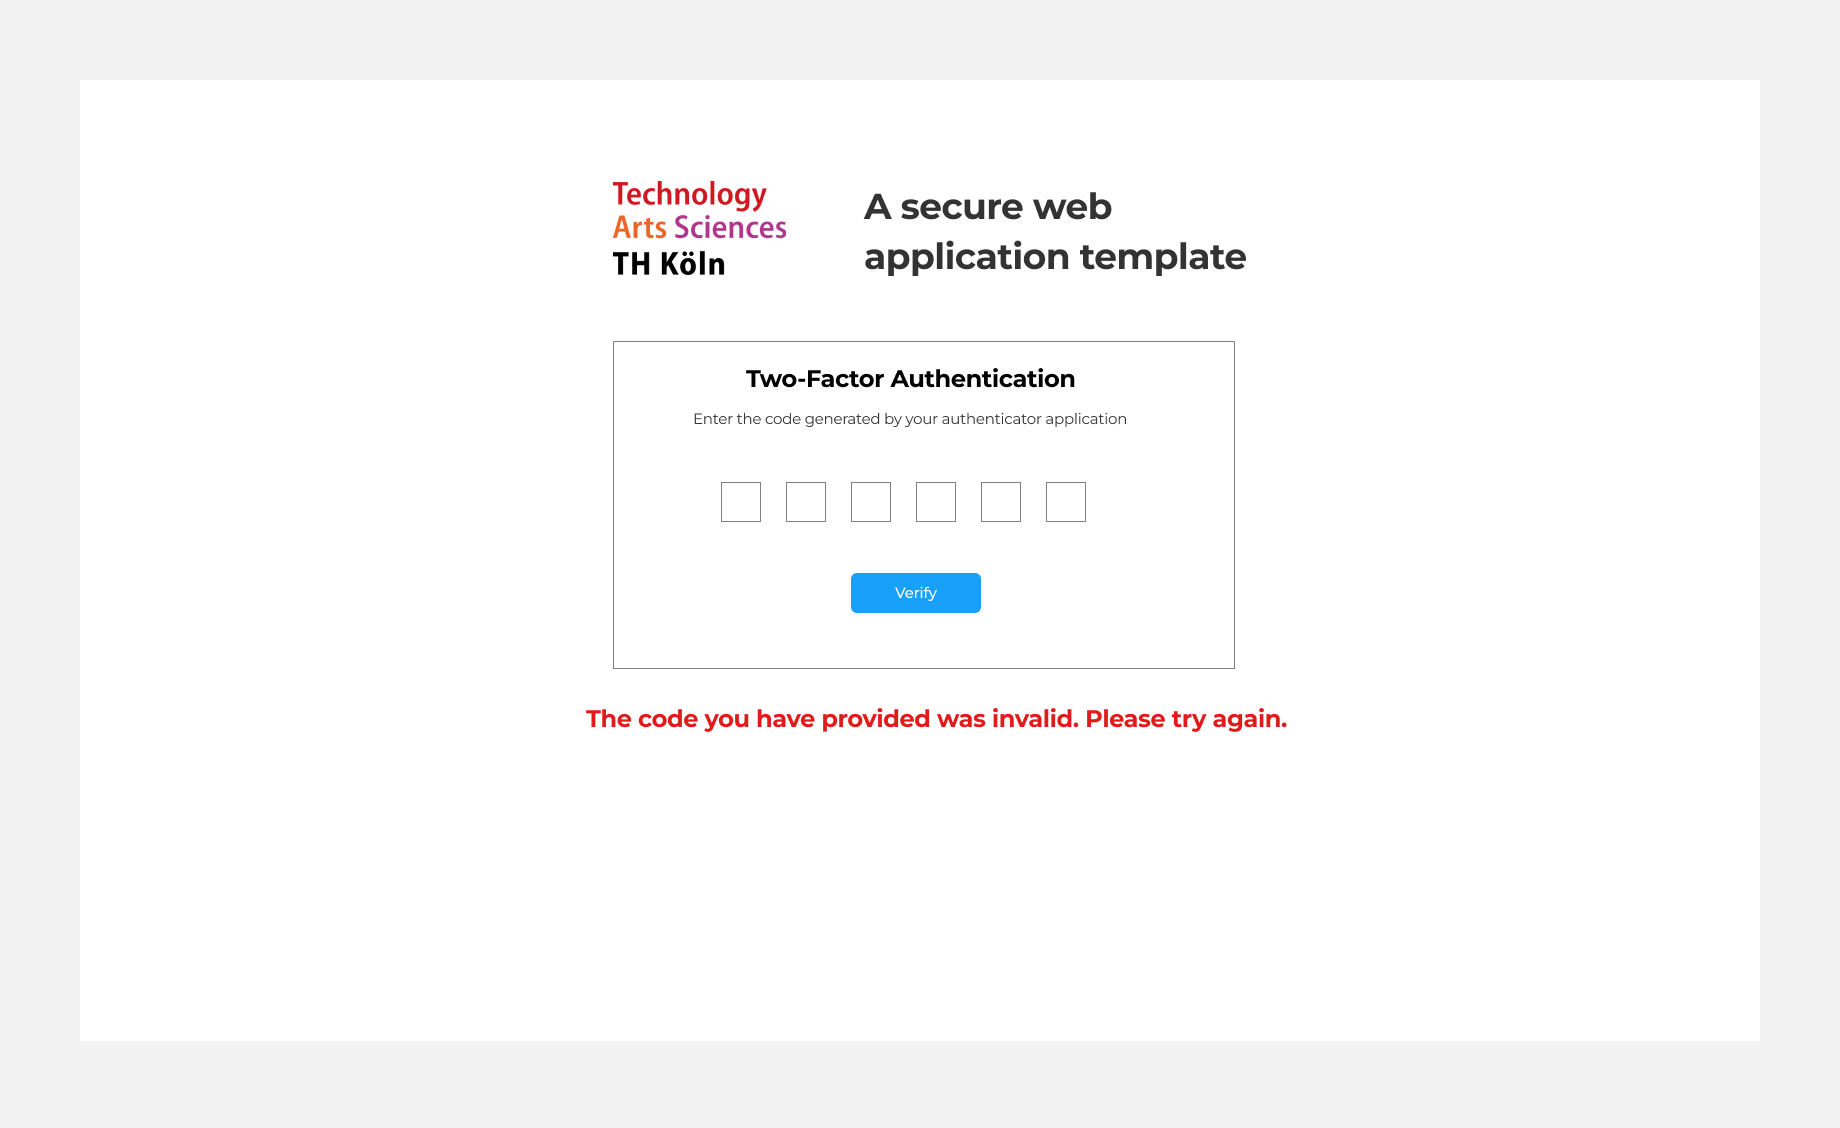 Technology
Arts Sciences
TH Köln
A secure web
application template
Two-Factor Authentication
Enter the code generated by your authenticator application
Verify
The code you have provided was invalid. Please try again.